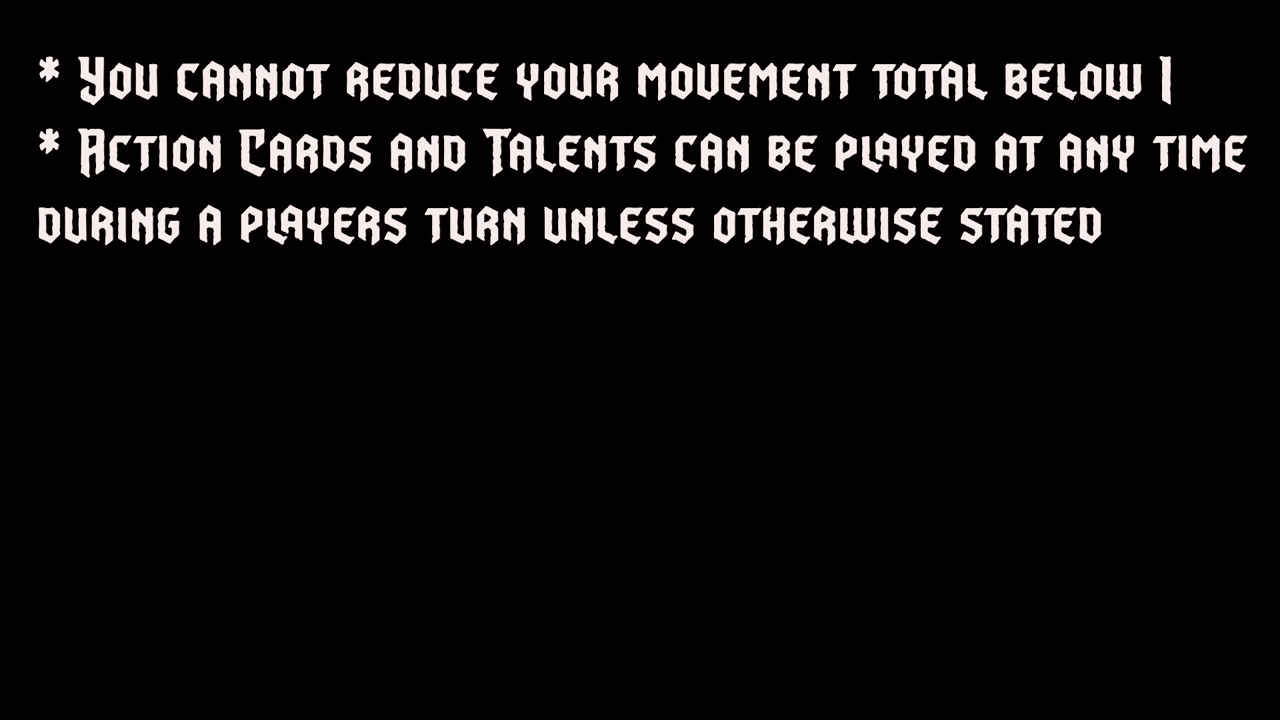 * You cannot reduce your movement total below 1
* Action Cards and Talents can be played at any time
during a players turn unless otherwise stated